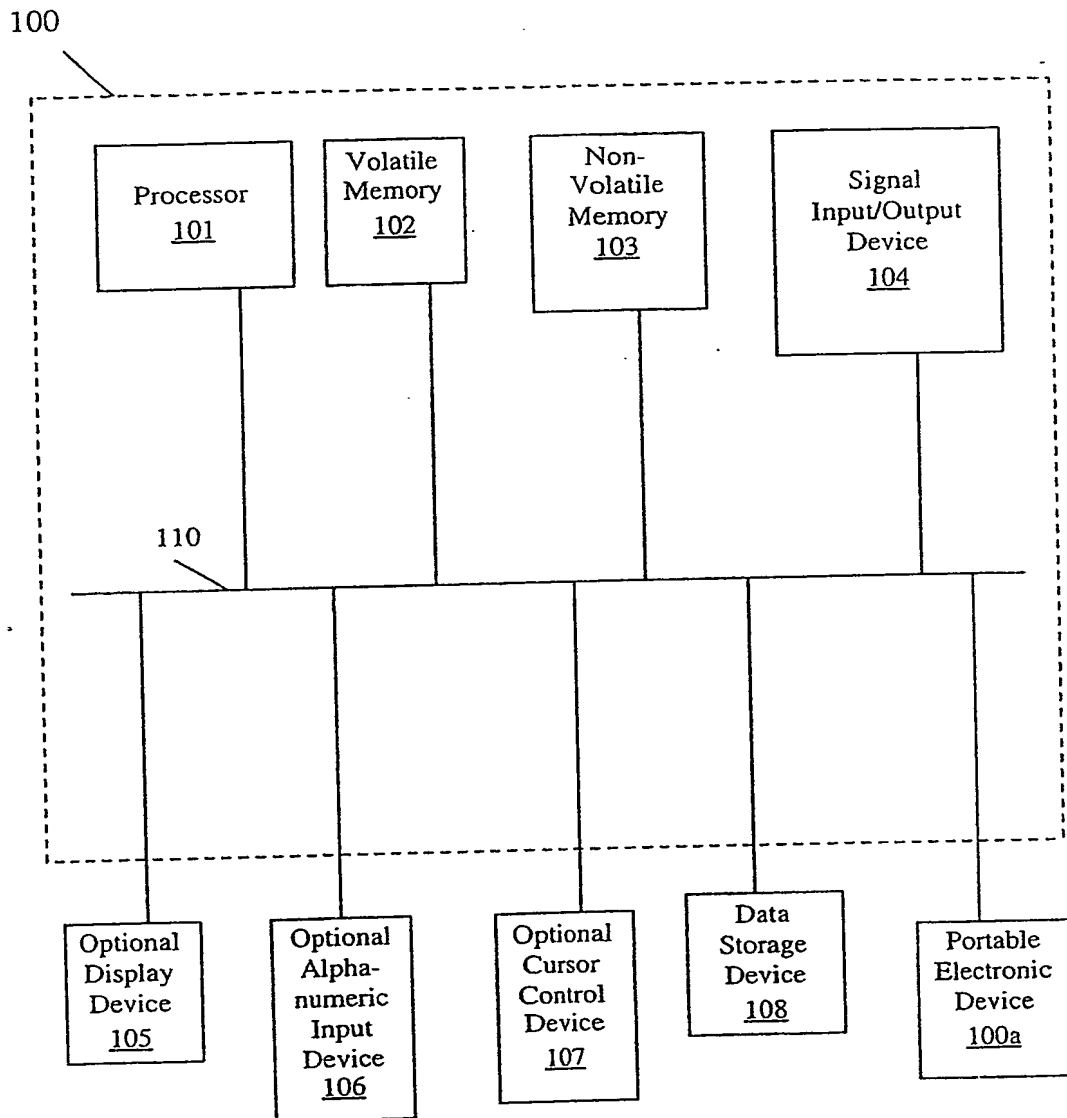 100
Processor
101
Volatile
Memory
102
Non-
Volatile
Memory
103
Signal
Input/Output
Device
104
110
Optional
Display
Device
105
Optional
Alpha-
numeric
Input
Device
106
Optional
Cursor
Control
Device
107
Data
Storage
Device
108
Portable
Electronic
Device
100a